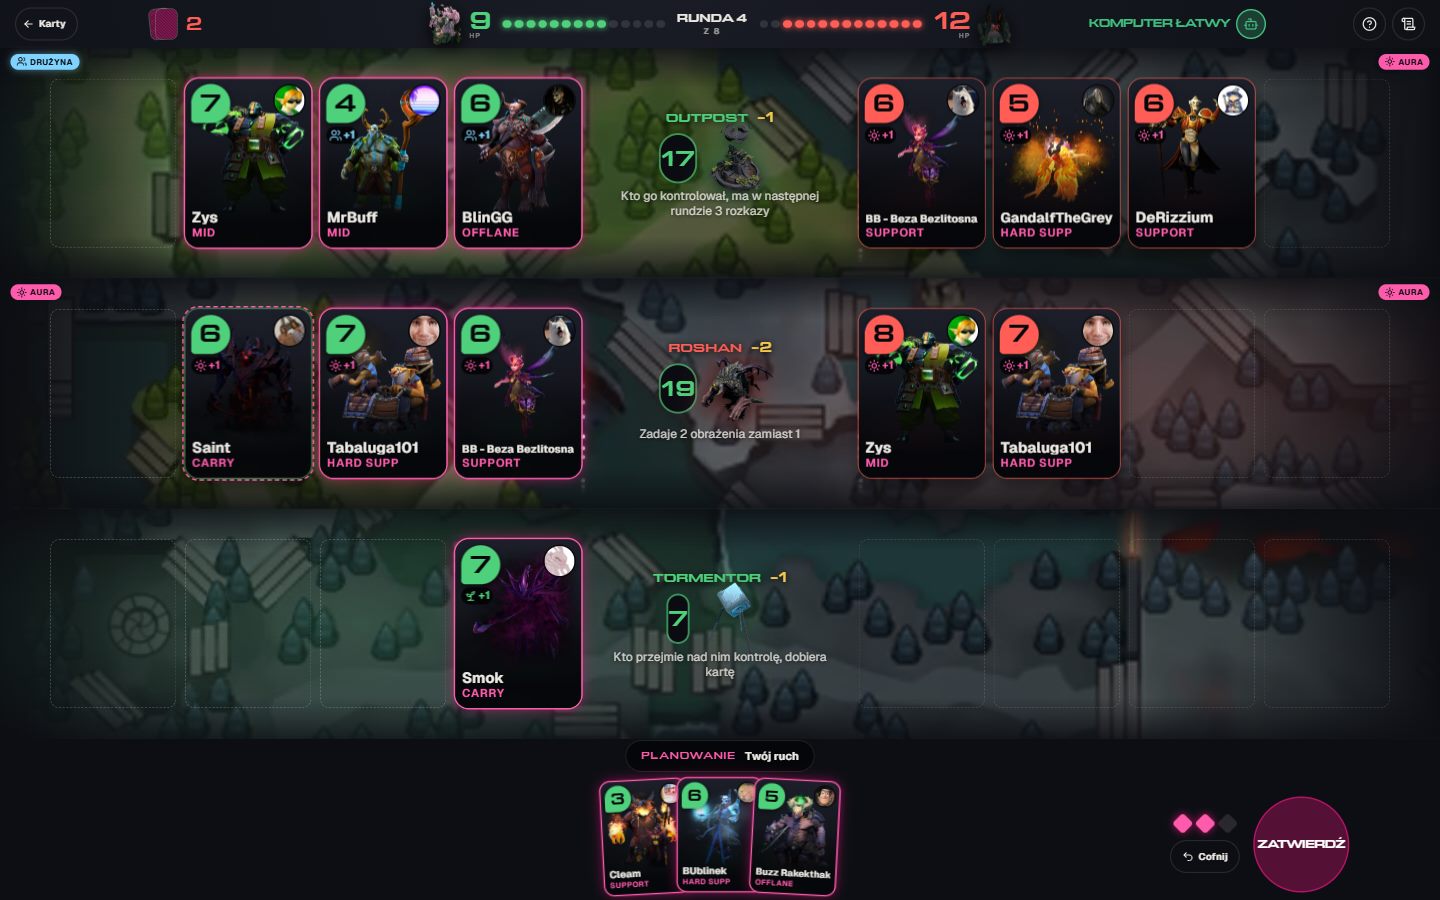 Karty
2
9
HP
RUNDA 4
Z 8
12
HP
KOMPUTER ŁATWY
DRUŻYNA
AURA
7
Zys
MID
4
+1
MrBuff
MID
6
+1
BlinGG
OFFLANE
OUTPOST -1
17
Kto go kontrolował, ma w następnej
rundzie 3 rozkazy
6
+1
BB - Beza Bezlitosna
SUPPORT
5
+1
GandalfTheGrey
HARD SUPP
6
+1
DeRizzium
SUPPORT
AURA
AURA
6
+1
Saint
CARRY
7
+1
Tabaluga101
HARD SUPP
6
+1
BB - Beza Bezlitosna
SUPPORT
ROSHAN -2
19
Zadaje 2 obrażenia zamiast 1
8
+1
Zys
MID
7
+1
Tabaluga101
HARD SUPP
7
+1
Smok
CARRY
TORMENTOR -1
7
Kto przejmie nad nim kontrolę, dobiera
kartę
PLANOWANIE Twój ruch
3
Cleam
SUPPORT
6
BUblinek
HARD SUPP
5
Buzz Rakekthak
OFFLANE
Cofnij
ZATWIERDŹ